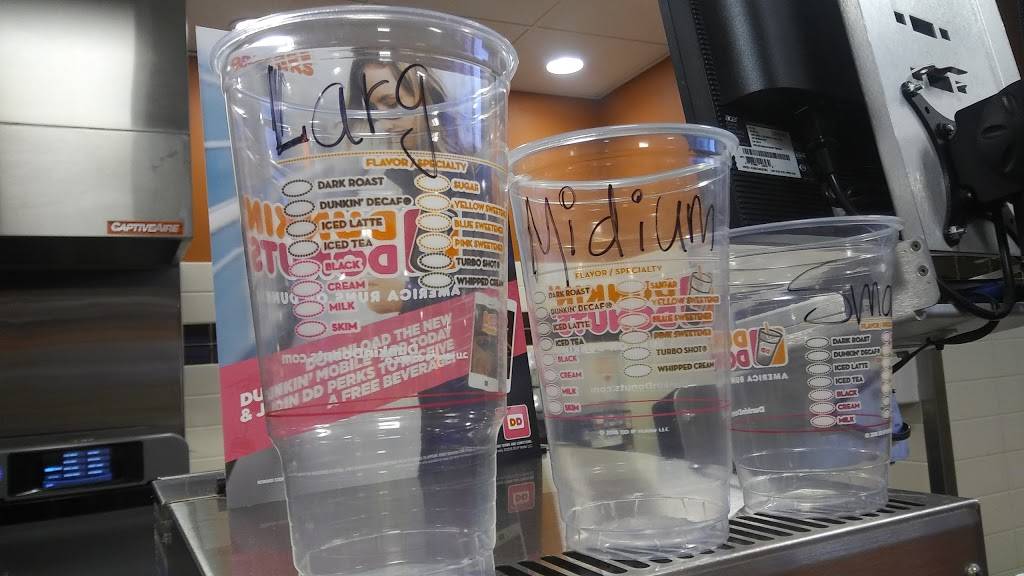 Larg
FLAVOR / SPECIALTY
DARK ROAST
DUNKIN' DECAF®
ICED LATTE
ICED TEA
BLACK
CREAM
MILK
SKIM
SUGAR
YELLOW SWEETENER
BLUE SWEETENER
PINK SWEETENER
TURBO SHOT®
WHIPPED CREAM
DOWNLOAD THE NEW
DUNKIN' MOBILE
TODAY
& JOIN DD PERKS TO
A FREE BEVERAGE
DD
Midium
FLAVOR / SPECIALTY
DARK ROAST
DUNKIN' DECAF®
ICED LATTE
ICED TEA
BLACK
CREAM
MILK
SKIM
SUGAR
YELLOW SWEETENER
BLUE SWEETENER
PINK SWEETENER
TURBO SHOT®
WHIPPED CREAM
Sma
DARK ROAST
DUNKIN' DECAF®
ICED LATTE
ICED TEA
BLACK
CREAM
MILK
DUNKIN'
DONUTS
AMERICA RUNS ON DUNKIN'
CAPTIVEAIRE